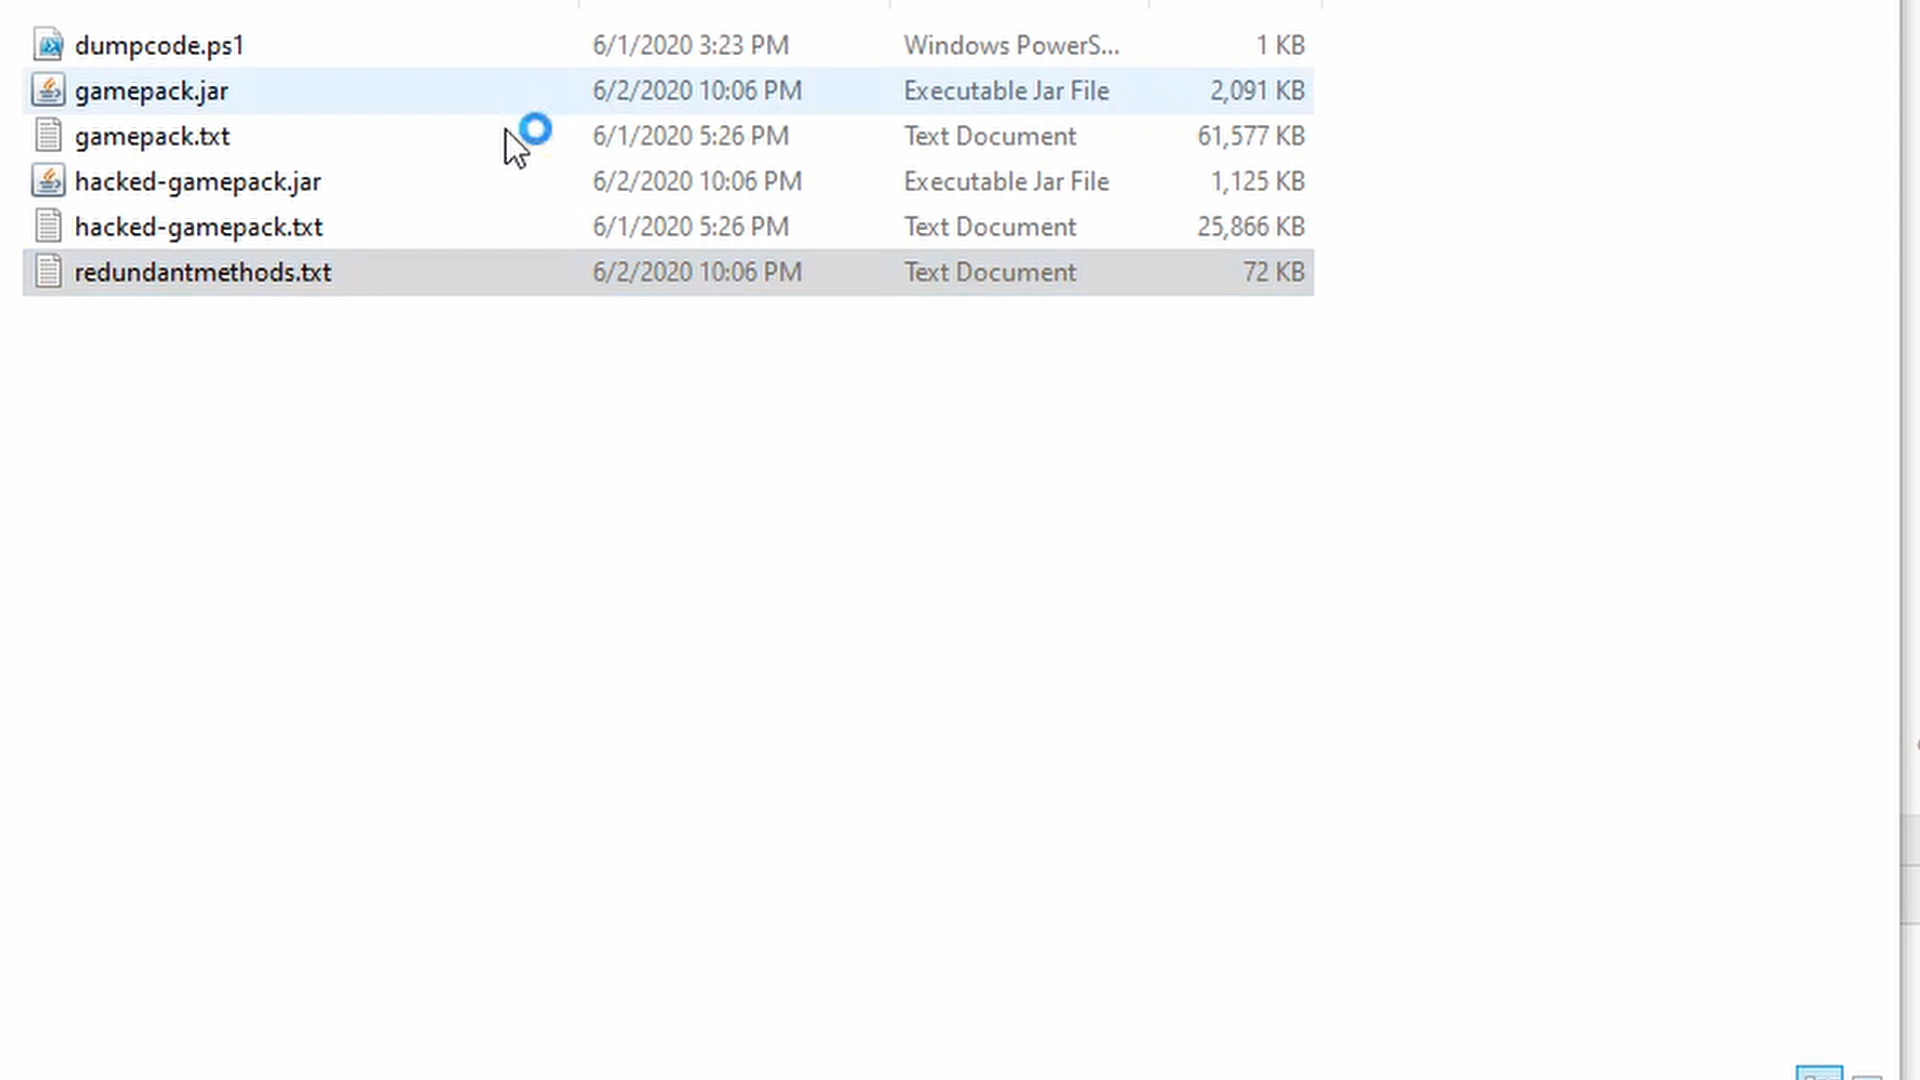 dumpcode.ps1 6/1/2020 3:23 PM Windows PowerS... 1 KB
gamepack.jar 6/2/2020 10:06 PM Executable Jar File 2,091 KB
gamepack.txt 6/1/2020 5:26 PM Text Document 61,577 KB
hacked-gamepack.jar 6/2/2020 10:06 PM Executable Jar File 1,125 KB
hacked-gamepack.txt 6/1/2020 5:26 PM Text Document 25,866 KB
redundantmethods.txt 6/2/2020 10:06 PM Text Document 72 KB